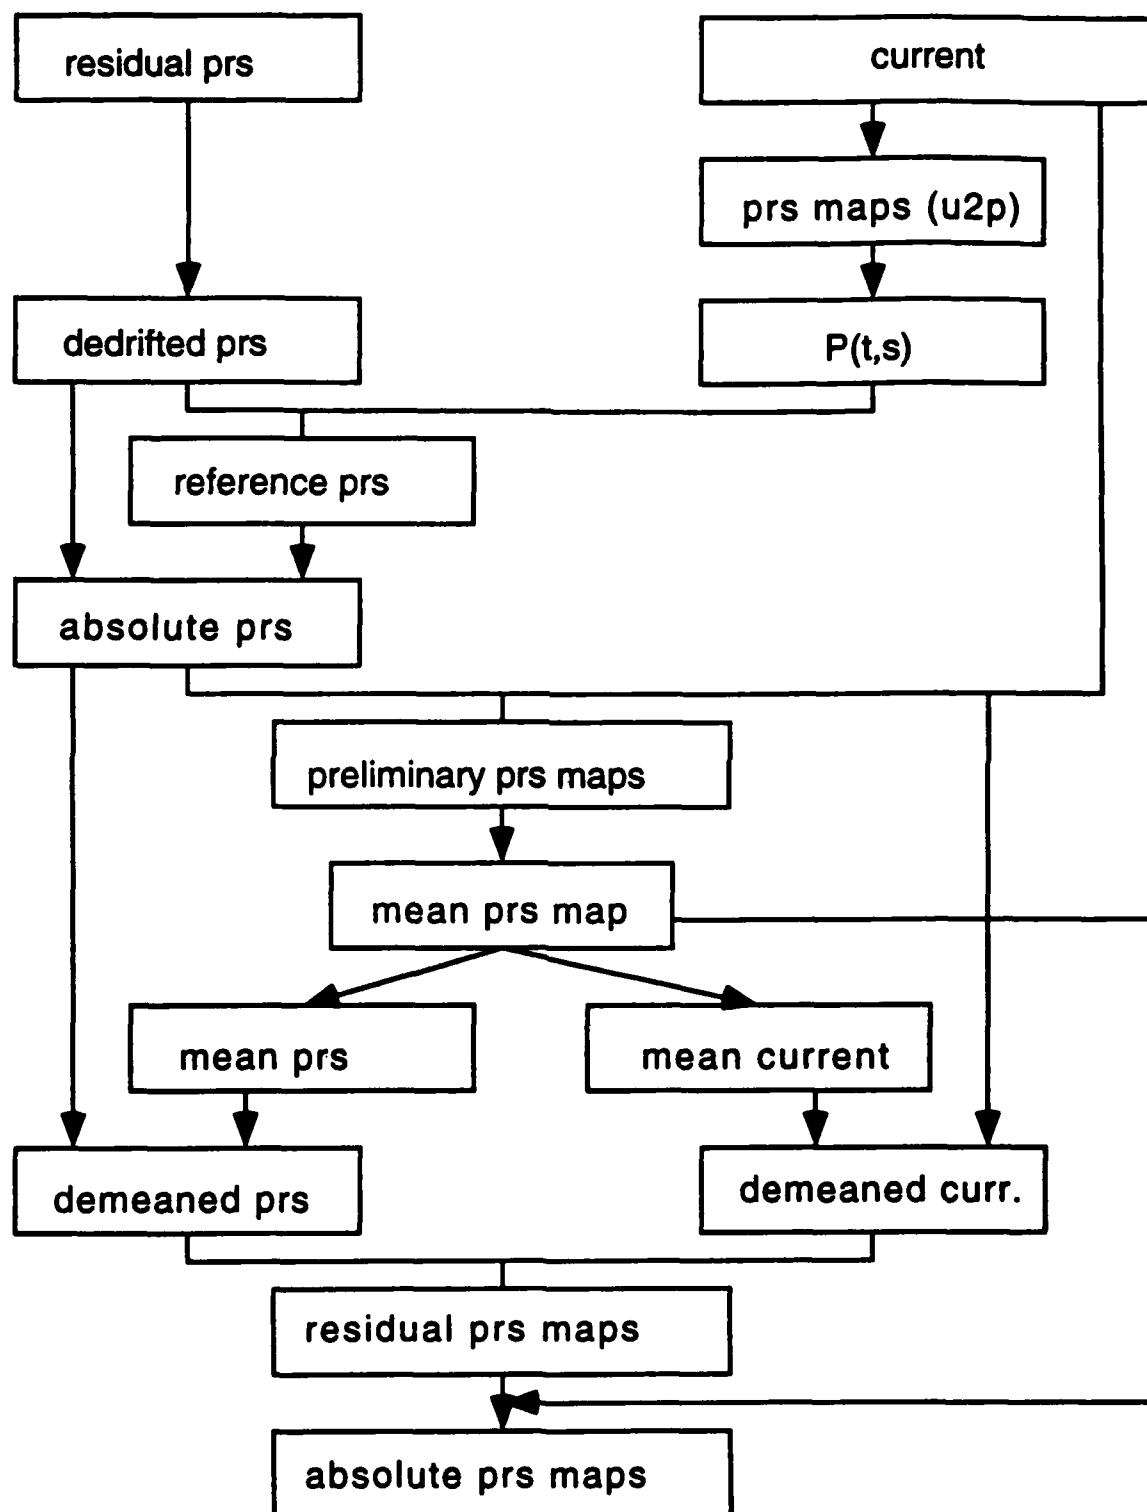 residual prs
current
prs maps (u2p)
dedrifted prs
P(t,s)
reference prs
absolute prs
preliminary prs maps
mean prs map
mean prs
mean current
demeaned prs
demeaned curr.
residual prs maps
absolute prs maps